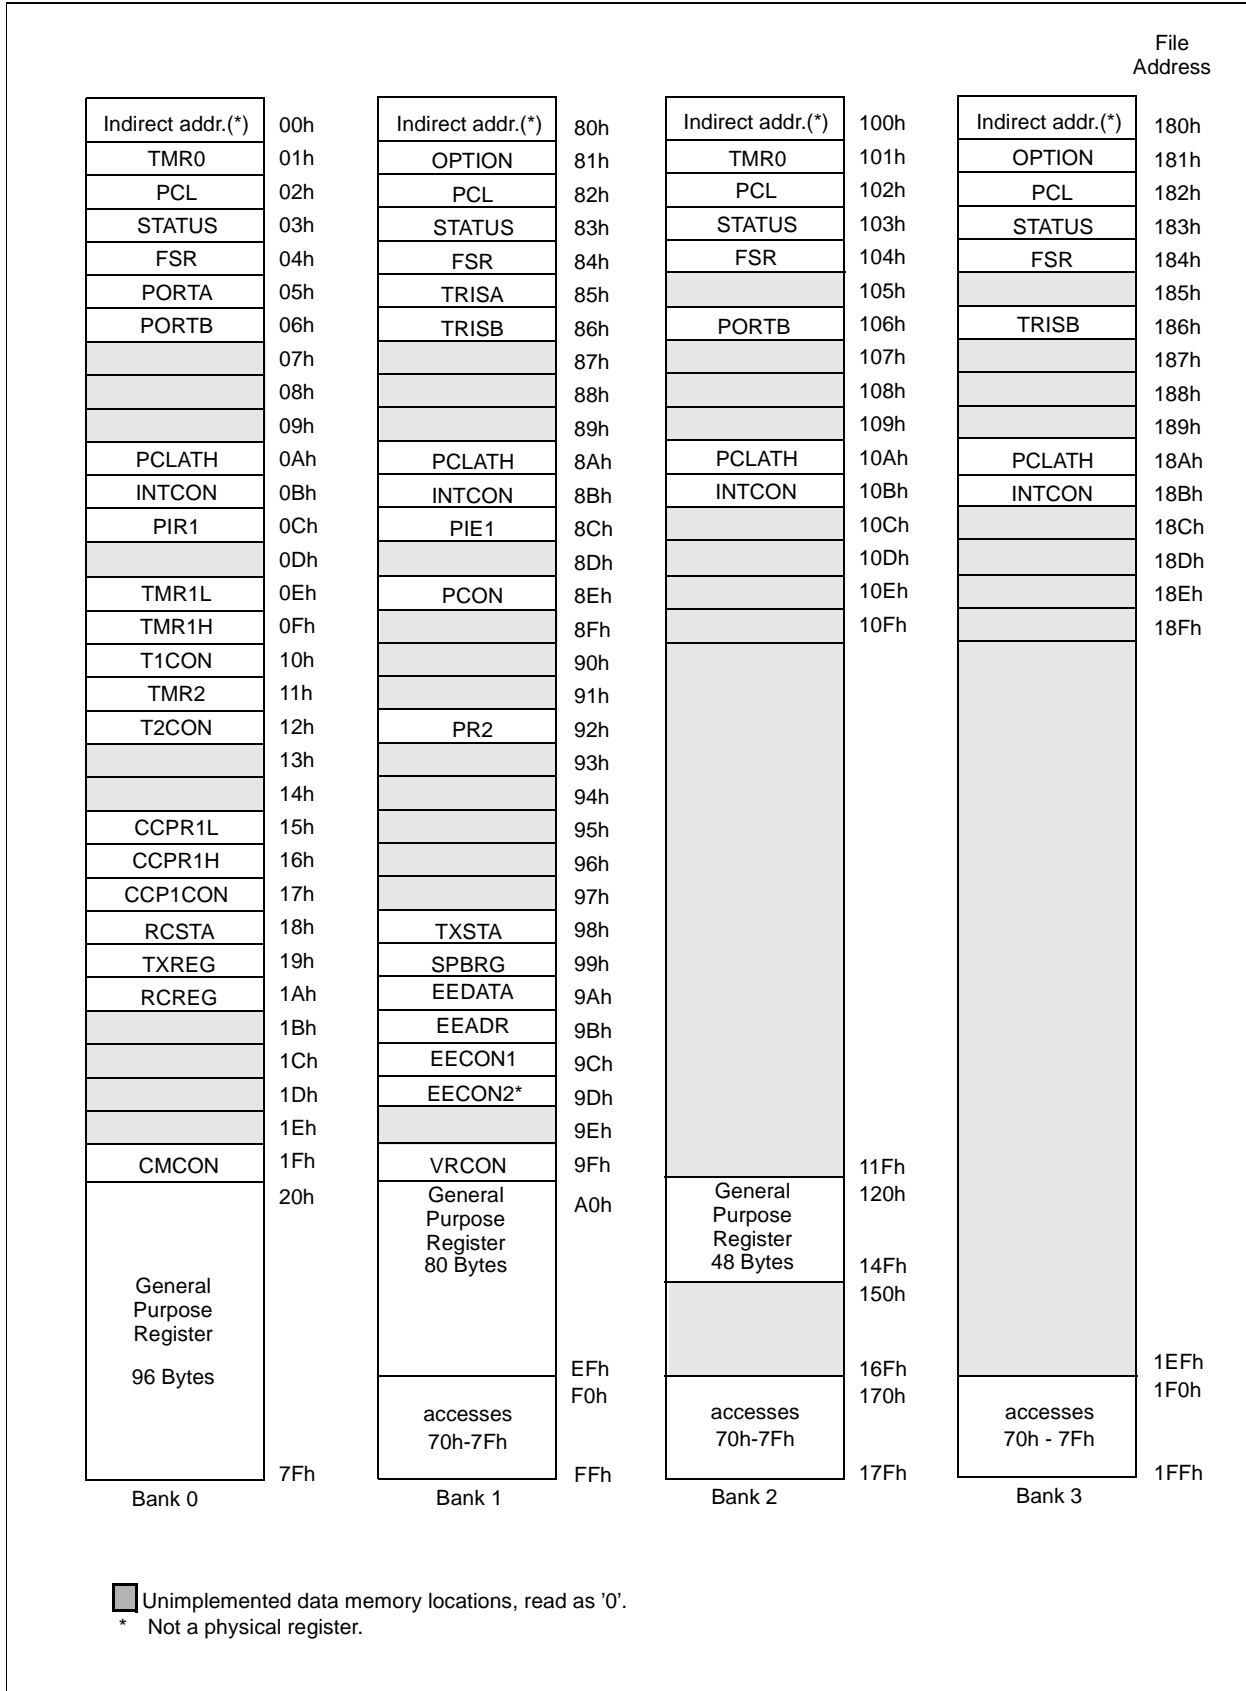 File
Address
Indirect addr.(*) 00h Indirect addr.(*) 80h Indirect addr.(*) 100h Indirect addr.(*) 180h
TMR0 01h OPTION 81h TMR0 101h OPTION 181h
PCL 02h PCL 82h PCL 102h PCL 182h
STATUS 03h STATUS 83h STATUS 103h STATUS 183h
FSR 04h FSR 84h FSR 104h FSR 184h
PORTA 05h TRISA 85h 105h 185h
PORTB 06h TRISB 86h PORTB 106h TRISB 186h
07h 87h 107h 187h
08h 88h 108h 188h
09h 89h 109h 189h
PCLATH 0Ah PCLATH 8Ah PCLATH 10Ah PCLATH 18Ah
INTCON 0Bh INTCON 8Bh INTCON 10Bh INTCON 18Bh
PIR1 0Ch PIE1 8Ch 10Ch 18Ch
0Dh 8Dh 10Dh 18Dh
TMR1L 0Eh PCON 8Eh 10Eh 18Eh
TMR1H 0Fh 8Fh 10Fh 18Fh
T1CON 10h 90h
TMR2 11h 91h
T2CON 12h PR2 92h
13h 93h
14h 94h
CCPR1L 15h 95h
CCPR1H 16h 96h
CCP1CON 17h 97h
RCSTA 18h TXSTA 98h
TXREG 19h SPBRG 99h
RCREG 1Ah EEDATA 9Ah
1Bh EEADR 9Bh
1Ch EECON1 9Ch
1Dh EECON2* 9Dh
1Eh 9Eh
CMCON 1Fh VRCON 9Fh 11Fh
20h General A0h General 120h
Purpose Purpose
Register Register
80 Bytes 48 Bytes 14Fh
General 150h
Purpose
Register
96 Bytes EFh 16Fh 1EFh
F0h 170h 1F0h
accesses accesses accesses
70h-7Fh 70h-7Fh 70h - 7Fh
7Fh FFh 17Fh 1FFh
Bank 0 Bank 1 Bank 2 Bank 3
Unimplemented data memory locations, read as '0'.
* Not a physical register.